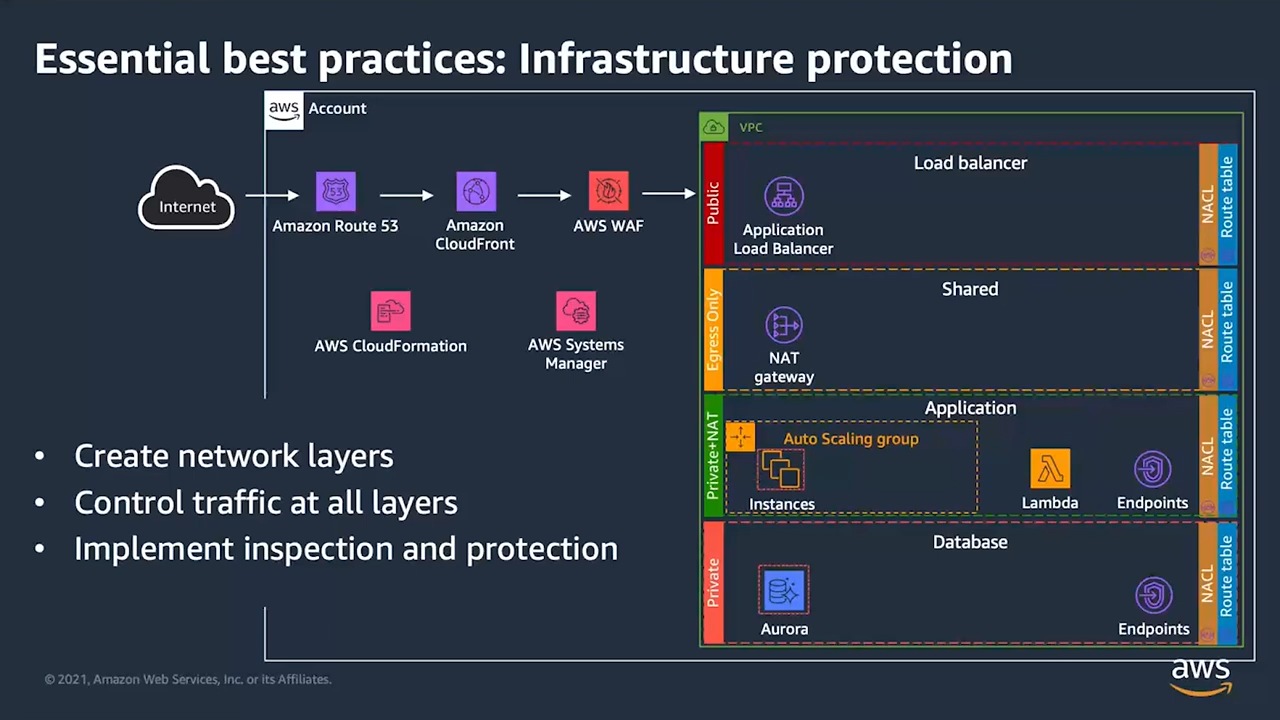 Essential best practices: Infrastructure protection
aws
Account
VPC
Internet
Amazon Route 53
Amazon
CloudFront
AWS WAF
AWS CloudFormation
AWS Systems
Manager
Public
Load balancer
Application
Load Balancer
NACL
Route table
Egress Only
Shared
NAT
gateway
NACL
Route table
Private+NAT
Application
Auto Scaling group
Instances
Lambda
Endpoints
NACL
Route table
Private
Database
Aurora
Endpoints
NACL
Route table
• Create network layers
• Control traffic at all layers
• Implement inspection and protection
© 2021, Amazon Web Services, Inc. or its Affiliates.
aws